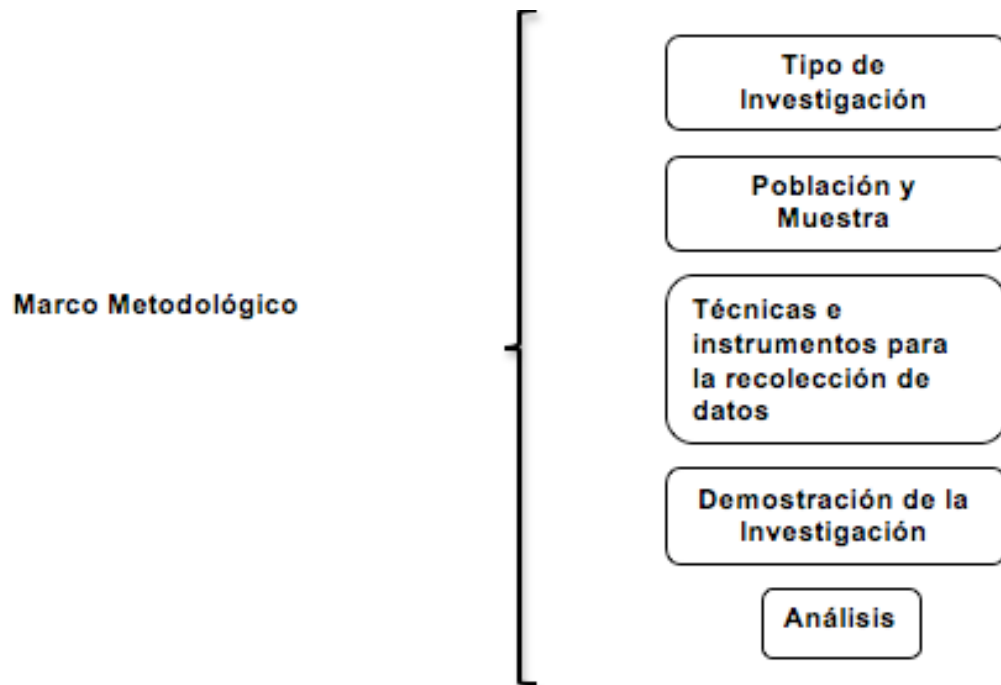 Marco Metodológico
Tipo de
Investigación
Población y
Muestra
Técnicas e
instrumentos para
la recolección de
datos
Demostración de la
Investigación
Análisis